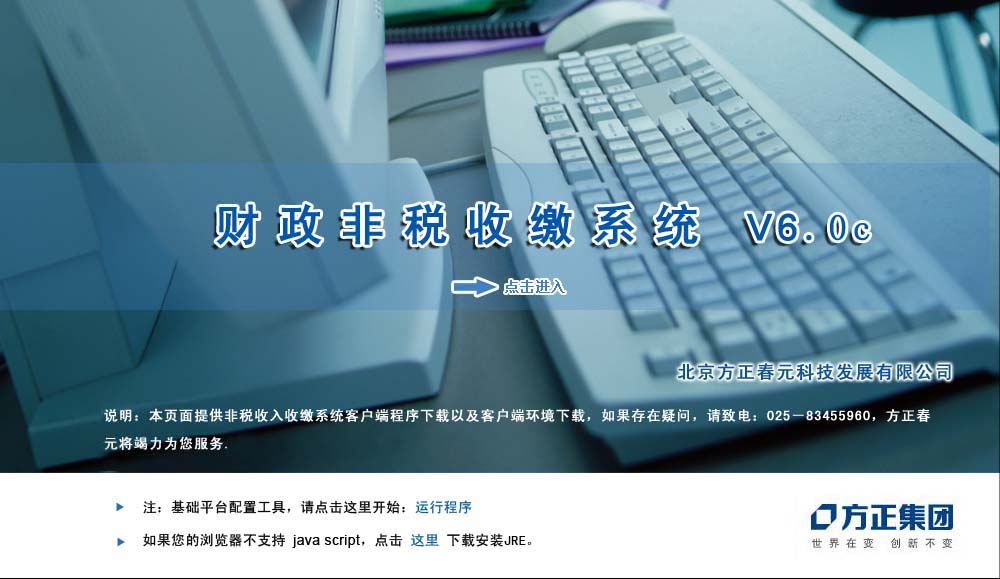 财政非税收缴系统 V6.0c
点击进入
北京方正春元科技发展有限公司
说明：本页面提供非税收入收缴系统客户端程序下载以及客户端环境下载，如果存在疑问，请致电：025－83455960，方正春
元将竭力为您服务.
注：基础平台配置工具，请点击这里开始：运行程序
如果您的浏览器不支持 java script，点击 这里 下载安装JRE。
方正集团
世界在变 创新不变